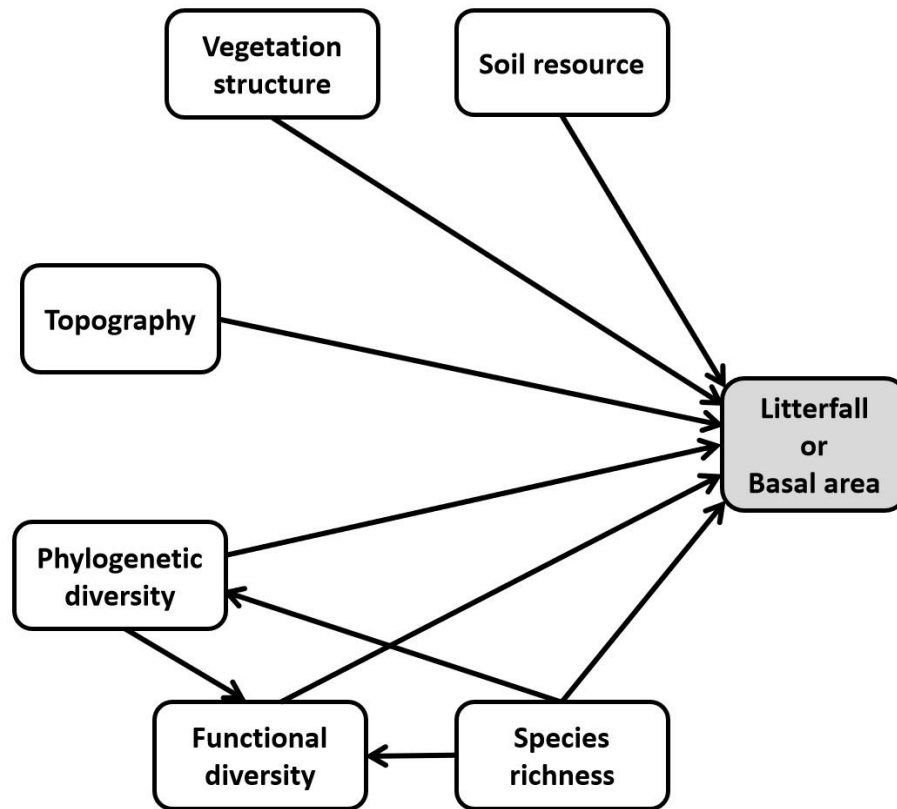 Vegetation
structure
Soil resource
Topography
Litterfall
or
Basal area
Phylogenetic
diversity
Functional
diversity
Species
richness